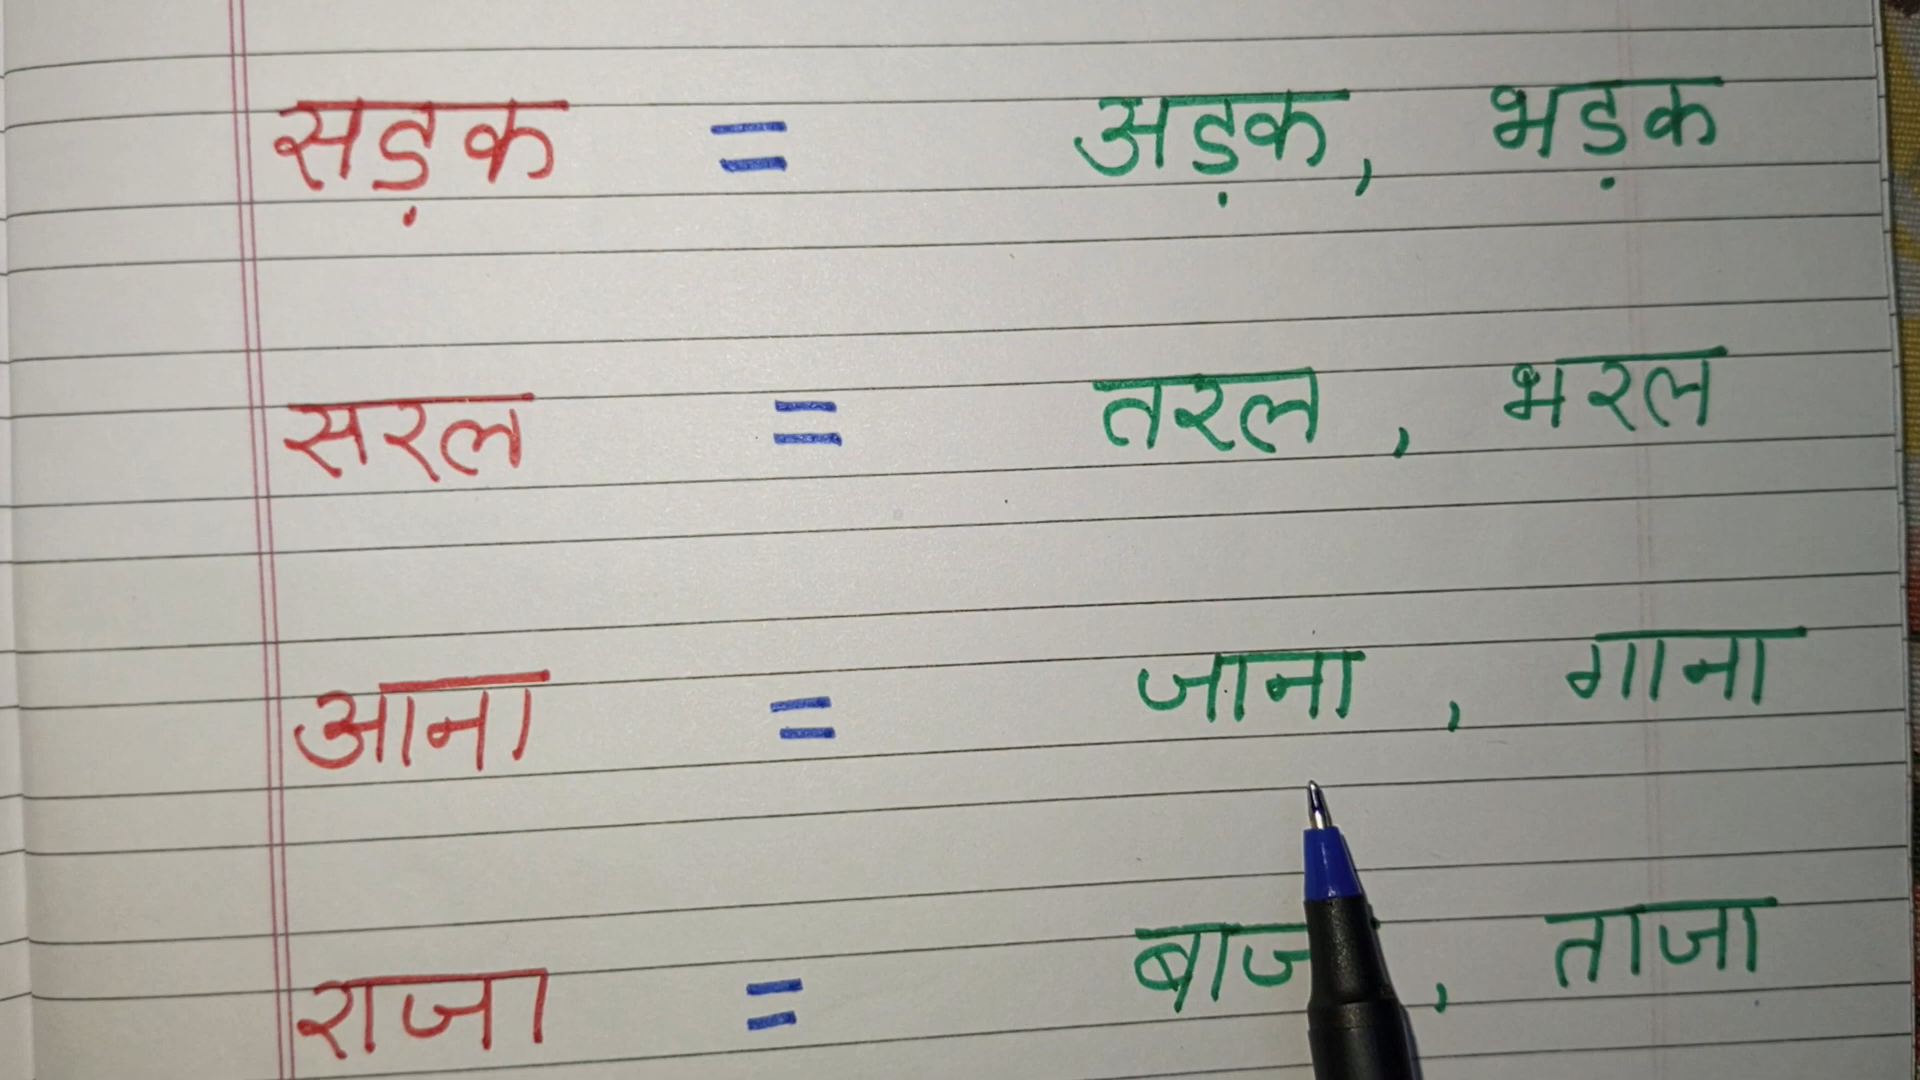 सड़क = अड़क, भड़क
सरल = तरल, भरल
आना = जाना, गाना
राजा = , ताजा